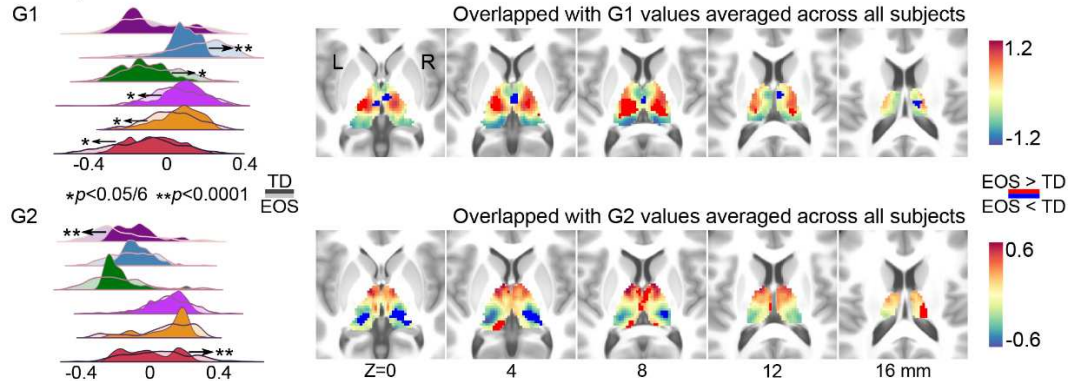 G1
Overlapped with G1 values averaged across all subjects
L R
1.2
-1.2
**
*
*
*
*
-0.4 0 0.4
*p<0.05/6 **p<0.0001
TD
EOS
EOS > TD
EOS < TD
G2
Overlapped with G2 values averaged across all subjects
0.6
-0.6
**
**
-0.4 0 0.4
Z=0 4 8 12 16 mm